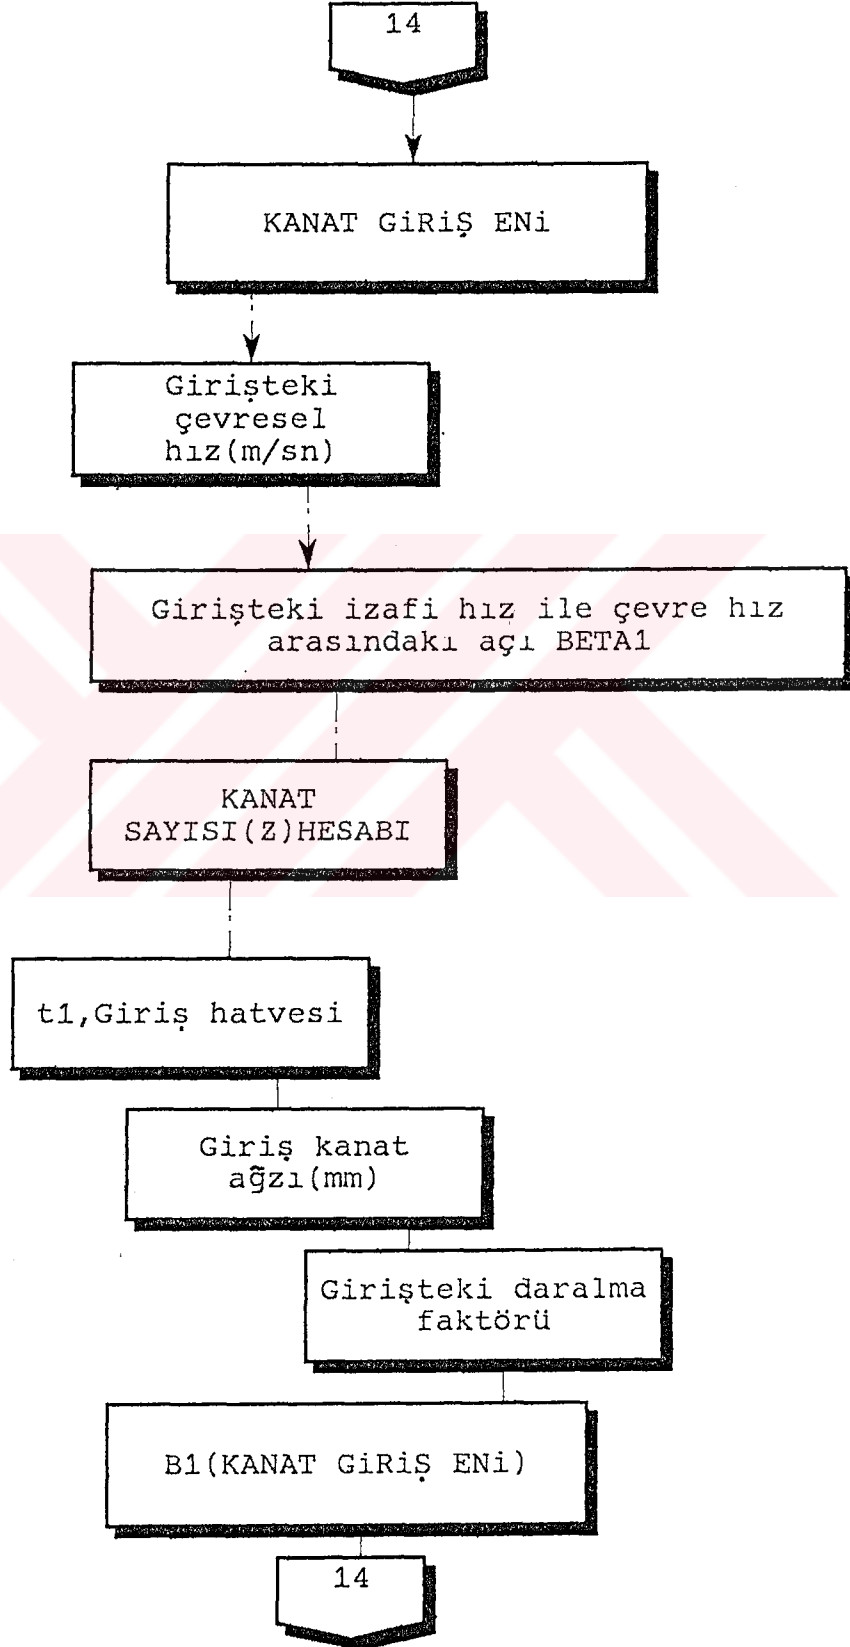 14
KANAT GiRiŞ ENi
Girişteki
çevresel
hız(m/sn)
Girişteki izafi hız ile çevre hız
arasındakı açı BETA1
KANAT
SAYISI(Z)HESABI
t1,Giriş hatvesi
Giriş kanat
ağzı(mm)
Girişteki daralma
faktörü
B1(KANAT GiRiŞ ENi)
14